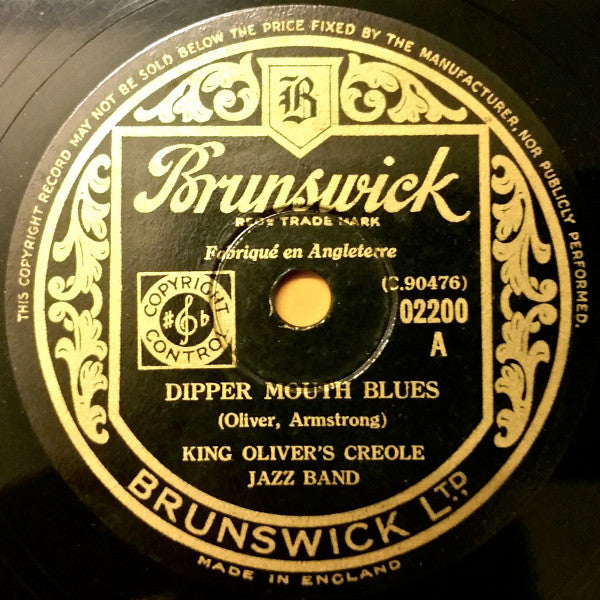 THIS COPYRIGHT RECORD MAY NOT BE SOLD BELOW THE PRICE FIXED BY THE MANUFACTURER, NOR PUBLICLY PERFORMED.
B
Brunswick
REGD TRADE MARK
Fabriqué en Angleterre
(C.90476)
COPYRIGHT
CONTROL
02200
A
DIPPER MOUTH BLUES
(Oliver, Armstrong)
KING OLIVER'S CREOLE
JAZZ BAND
BRUNSWICK LTD.
MADE IN ENGLAND